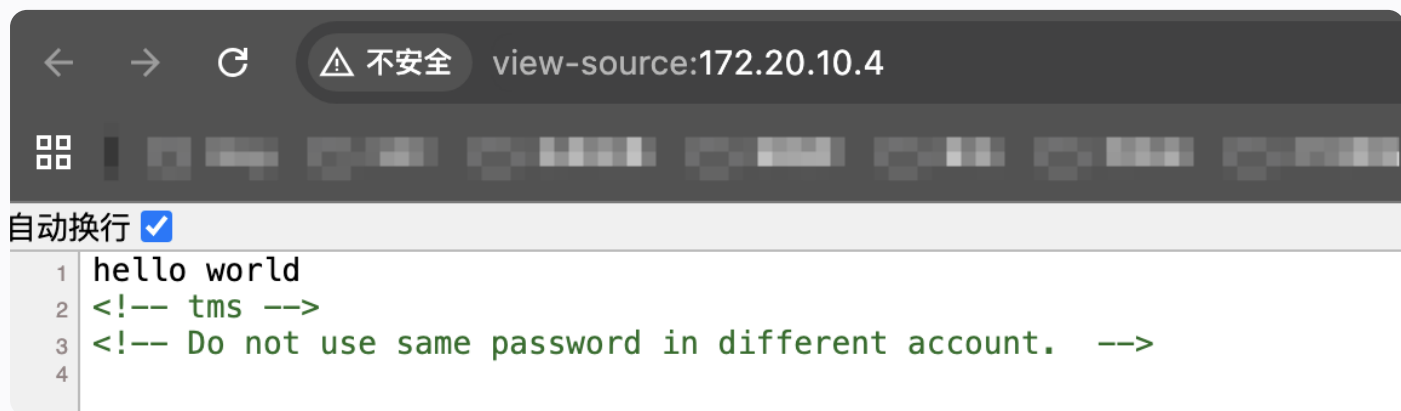 不安全 view-source:172.20.10.4
自动换行
1 hello world
2 <!-- tms -->
3 <!-- Do not use same password in different account.  -->
4